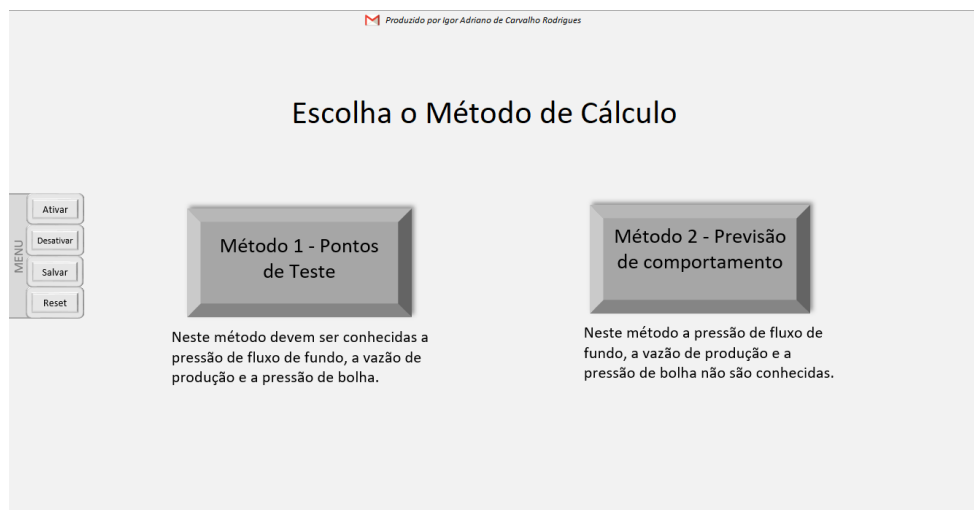 Produzido por Igor Adriano de Carvalho Rodrigues
Escolha o Método de Cálculo
MENU
Ativar
Desativar
Salvar
Reset
Método 1 - Pontos
de Teste
Neste método devem ser conhecidas a
pressão de fluxo de fundo, a vazão de
produção e a pressão de bolha.
Método 2 - Previsão
de comportamento
Neste método a pressão de fluxo de
fundo, a vazão de produção e a
pressão de bolha não são conhecidas.